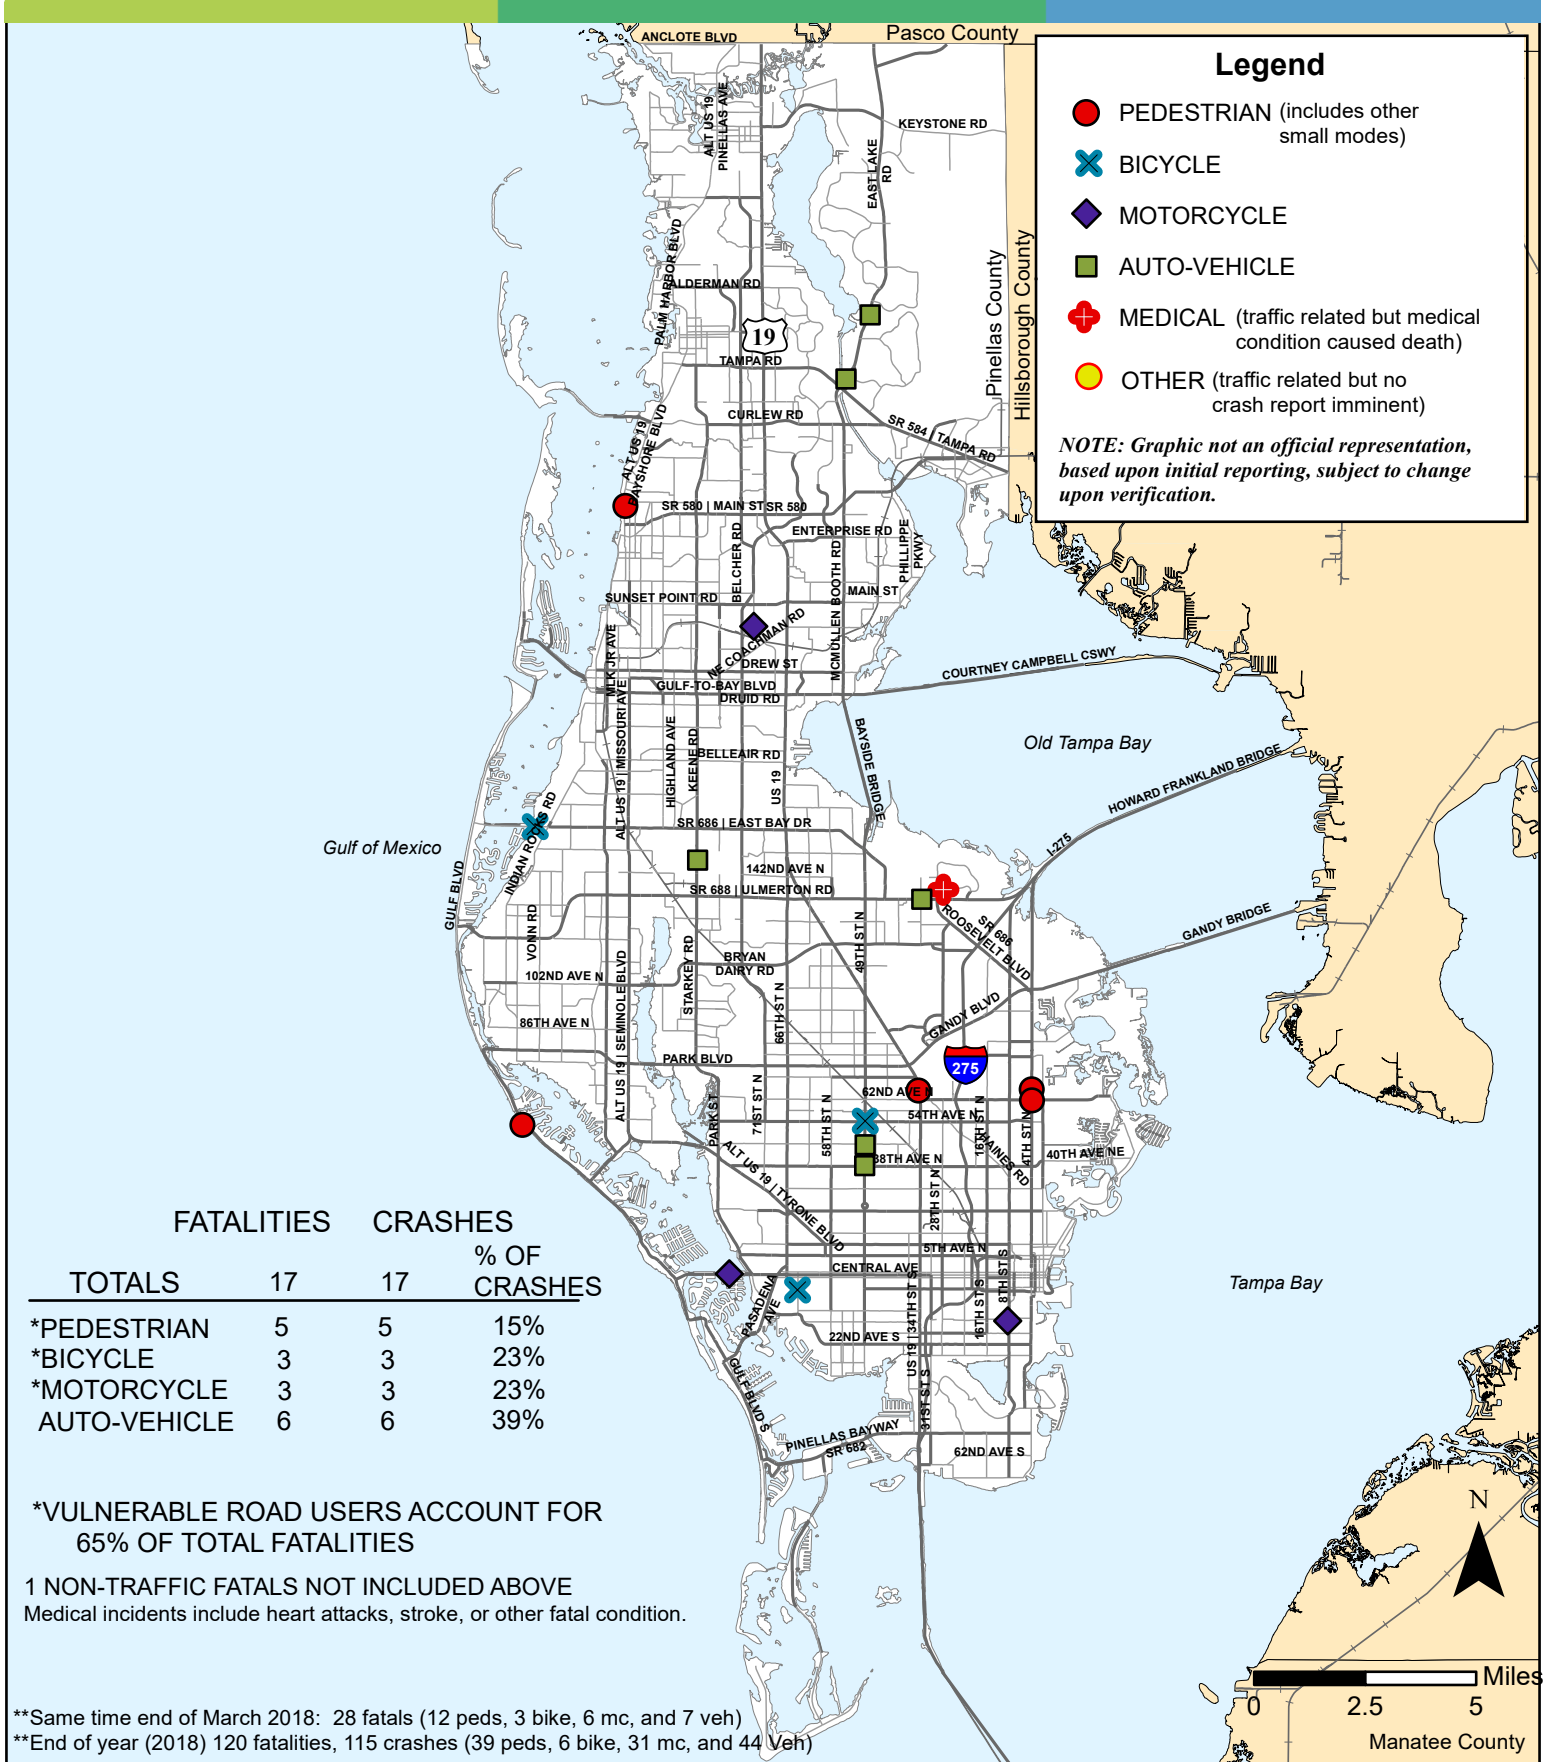 Pasco County
ANCLOTE BLVD
Legend
PEDESTRIAN (includes other
small modes)
BICYCLE
MOTORCYCLE
AUTO-VEHICLE
MEDICAL (traffic related but medical
condition caused death)
OTHER (traffic related but no
crash report imminent)
NOTE: Graphic not an official representation,
based upon initial reporting, subject to change
upon verification.
ALT US 19
PINELLAS AVE
KEYSTONE RD
EAST LAKE
RD
PALM HARBOR BLVD
ALDERMAN RD
Pinellas County
Hillsborough County
19
TAMPA RD
CURLEW RD
SR 584 / TAMPA RD
ALT US 19
BAYSHORE BLVD
SR 580 | MAIN ST
SR 580
ENTERPRISE RD
BELCHER RD
MCMULLEN BOOTH RD
PHILLIPPE
PKWY
MAIN ST
SUNSET POINT RD
NE COACHMAN RD
MLK JR AVE
DREW ST
GULF-TO-BAY BLVD
DRUID RD
COURTNEY CAMPBELL CSWY
ALT US 19 | MISSOURI AVE
HIGHLAND AVE
KEENE RD
BELLEAIR RD
US 19
BAYSIDE BRIDGE
Old Tampa Bay
HOWARD FRANKLAND BRIDGE
I-275
SR 686 | EAST BAY DR
Gulf of Mexico
INDIAN ROCKS RD
GULF BLVD
142ND AVE N
SR 688 | ULMERTON RD
VONN RD
49TH ST N
SR 686
ROOSEVELT BLVD
GANDY BRIDGE
STARKEY RD
BRYAN
DAIRY RD
102ND AVE N
66TH ST N
86TH AVE N
ALT US 19 | SEMINOLE BLVD
GANDY BLVD
PARK BLVD
275
62ND AVE N
PARK ST
71ST ST N
58TH ST N
54TH AVE N
16TH ST N
HAINES RD
4TH ST N
38TH AVE N
40TH AVE NE
28TH ST N
ALT US 19 | TYRONE BLVD
5TH AVE N
CENTRAL AVE
PASADENA
AVE
US 19 | 34TH ST S
16TH ST S
8TH ST S
22ND AVE S
Tampa Bay
GULF BLVD S
31ST ST S
PINELLAS BAYWAY
SR 682
62ND AVE S
FATALITIES CRASHES
TOTALS 17 17 % OF
CRASHES
*PEDESTRIAN 5 5 15%
*BICYCLE 3 3 23%
*MOTORCYCLE 3 3 23%
AUTO-VEHICLE 6 6 39%
*VULNERABLE ROAD USERS ACCOUNT FOR
65% OF TOTAL FATALITIES
1 NON-TRAFFIC FATALS NOT INCLUDED ABOVE
Medical incidents include heart attacks, stroke, or other fatal condition.
**Same time end of March 2018: 28 fatals (12 peds, 3 bike, 6 mc, and 7 veh)
**End of year (2018) 120 fatalities, 115 crashes (39 peds, 6 bike, 31 mc, and 44 Veh)
N
Miles
0 2.5 5
Manatee County